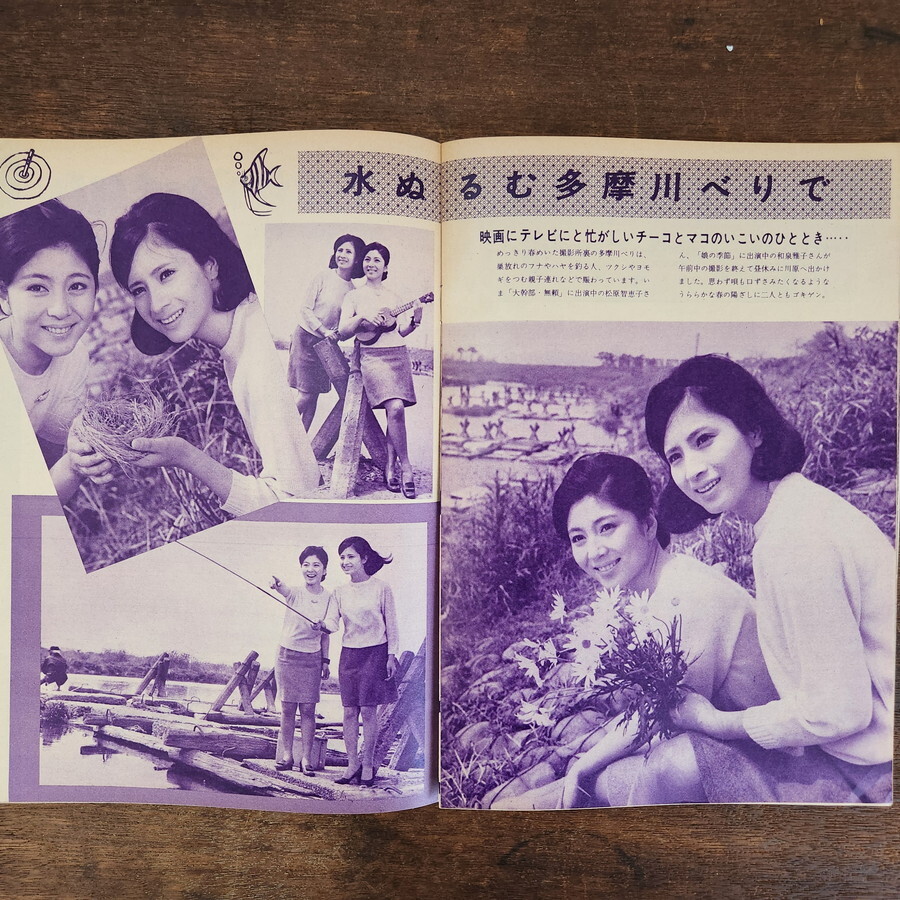 水ぬるむ多摩川べりで
映画にテレビにと忙がしいチーコとマコのいこいのひととき……
めっきり春めいた撮影所裏の多摩川べりは、
巣放れのフナやハヤを釣る人、ツクシやヨモ
ギをつむ親子連れなどで賑わっています。い
ま「大幹部・無頼」に出演中の松原智恵子さ
ん、「娘の季節」に出演中の和泉雅子さんが
午前中の撮影を終えて昼休みに川原へ出かけ
ました。思わず唄も口ずさみたくなるような
うららかな春の陽ざしに二人ともゴキゲン。